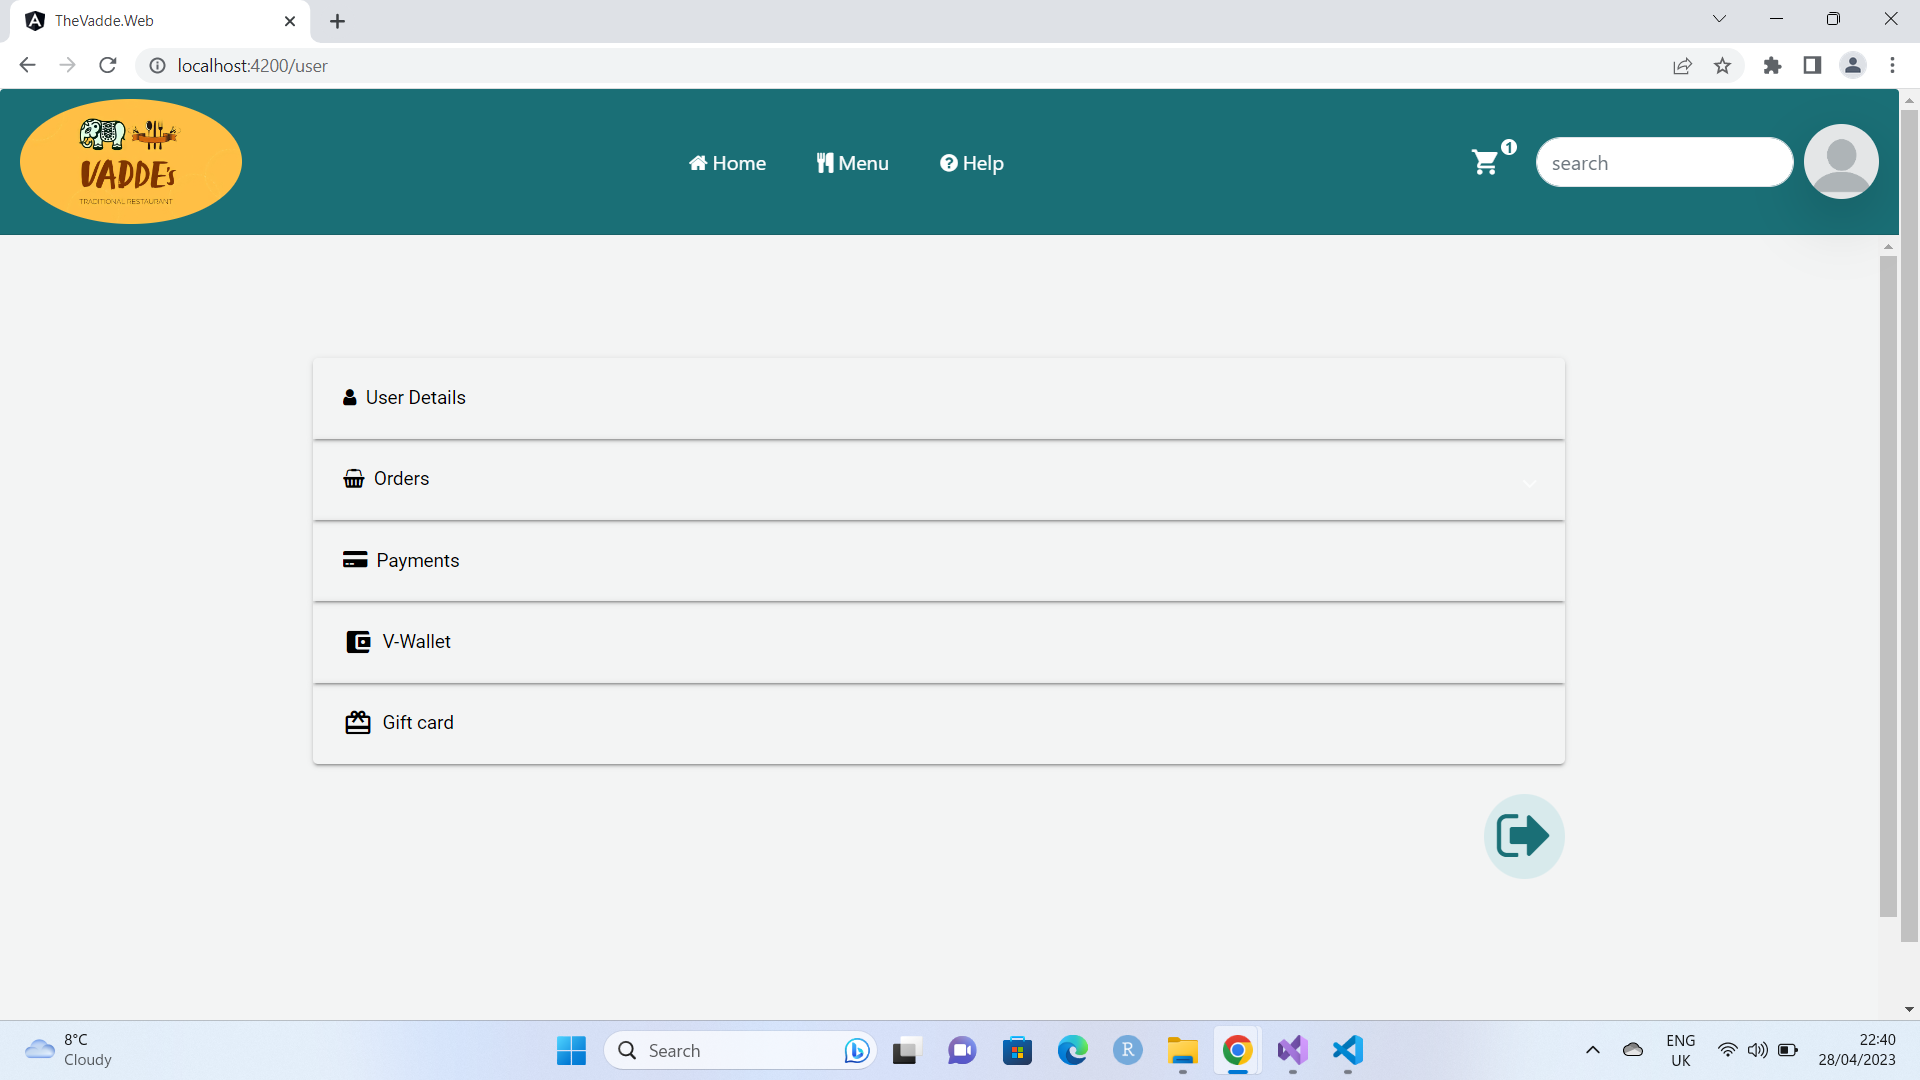 TheVadde.Web
localhost:4200/user
VADDE's
TRADITIONAL RESTAURANT
Home
Menu
Help
1
search
User Details
Orders
Payments
V-Wallet
Gift card
8°C
Cloudy
Search
R
ENG
UK
22:40
28/04/2023